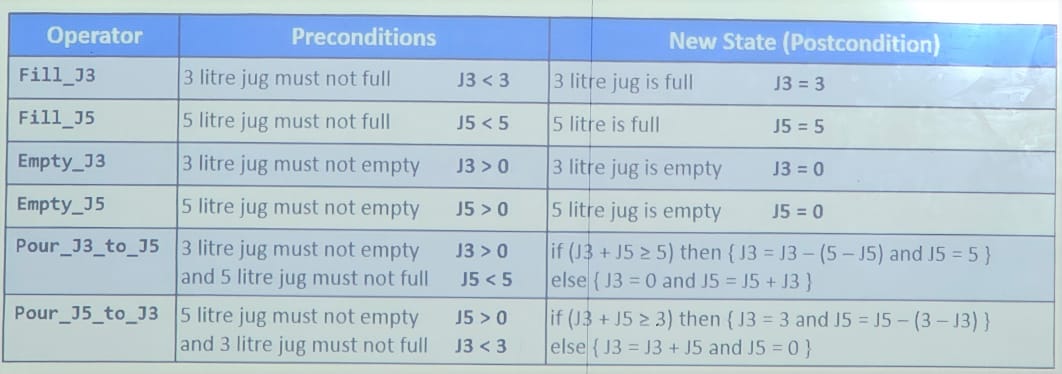 Operator Preconditions New State (Postcondition)
Fill_J3 3 litre jug must not full J3 < 3 3 litre jug is full J3 = 3
Fill_J5 5 litre jug must not full J5 < 5 5 litre is full J5 = 5
Empty_J3 3 litre jug must not empty J3 > 0 3 litre jug is empty J3 = 0
Empty_J5 5 litre jug must not empty J5 > 0 5 litre jug is empty J5 = 0
Pour_J3_to_J5 3 litre jug must not empty J3 > 0 if (J3 + J5 ≥ 5) then { J3 = J3 – (5 – J5) and J5 = 5 }
and 5 litre jug must not full J5 < 5 else { J3 = 0 and J5 = J5 + J3 }
Pour_J5_to_J3 5 litre jug must not empty J5 > 0 if (J3 + J5 ≥ 3) then { J3 = 3 and J5 = J5 – (3 – J3) }
and 3 litre jug must not full J3 < 3 else { J3 = J3 + J5 and J5 = 0 }